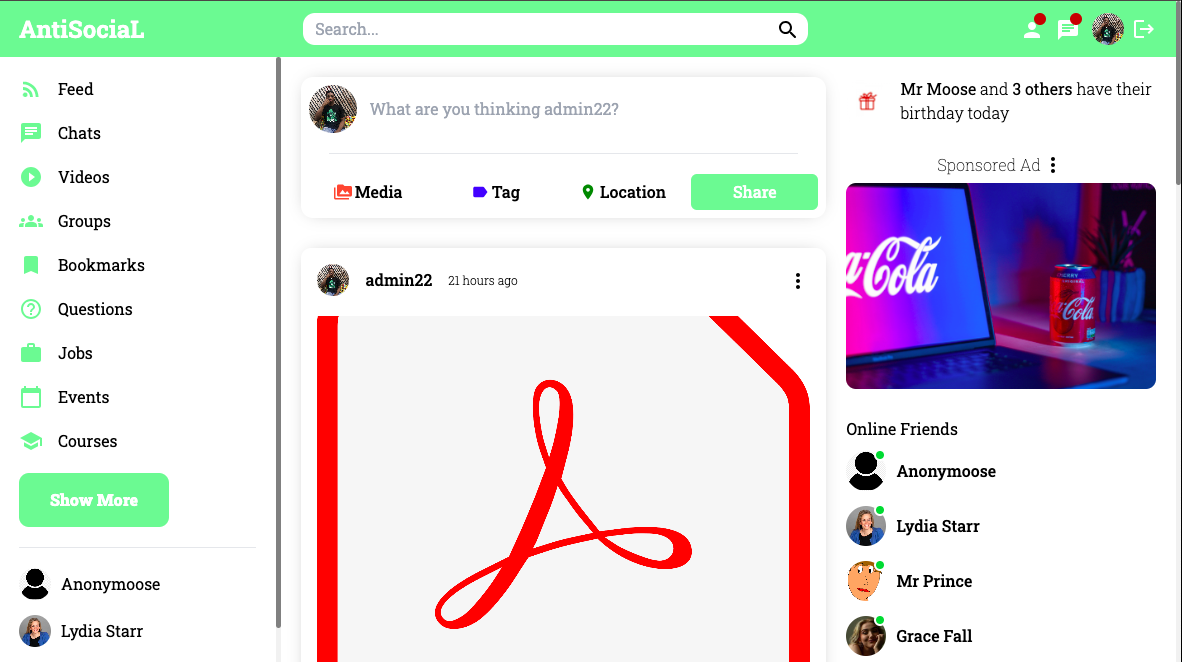 AntiSociaL
Search...
Feed
Chats
Videos
Groups
Bookmarks
Questions
Jobs
Events
Courses
Show More
Anonymoose
Lydia Starr
What are you thinking admin22?
Media
Tag
Location
Share
admin22
21 hours ago
Mr Moose and 3 others have their
birthday today
Sponsored Ad
Online Friends
Anonymoose
Lydia Starr
Mr Prince
Grace Fall